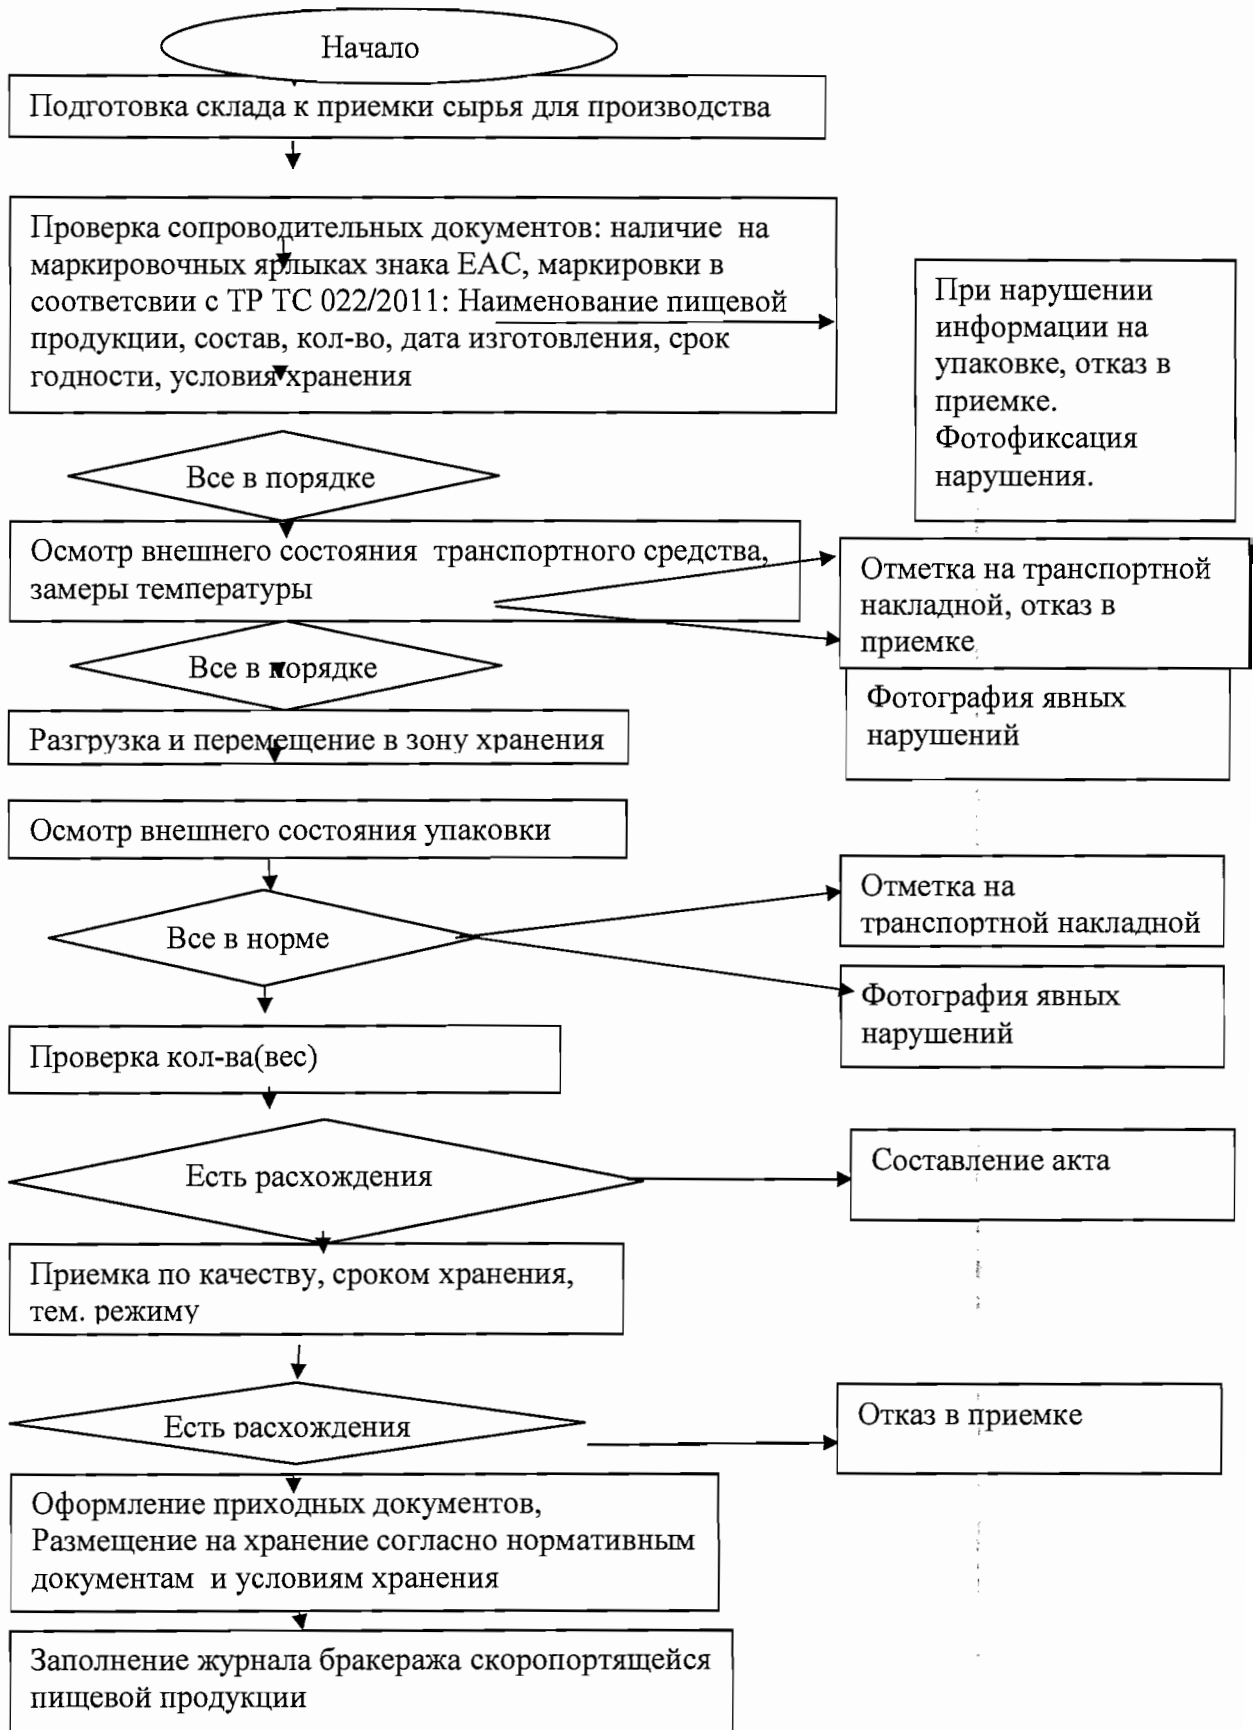 Начало
Подготовка склада к приемки сырья для производства
Проверка сопроводительных документов: наличие на
маркировочных ярлыках знака ЕАС, маркировки в
соответсвии с ТР ТС 022/2011: Наименование пищевой
продукции, состав, кол-во, дата изготовления, срок
годности, условия хранения
При нарушении
информации на
упаковке, отказ в
приемке.
Фотофиксация
нарушения.
Все в порядке
Осмотр внешнего состояния транспортного средства,
замеры температуры
Отметка на транспортной
накладной, отказ в
приемке
Все в порядке
Фотография явных
нарушений
Разгрузка и перемещение в зону хранения
Осмотр внешнего состояния упаковки
Отметка на
транспортной накладной
Все в норме
Фотография явных
нарушений
Проверка кол-ва(вес)
Есть расхождения
Составление акта
Приемка по качеству, сроком хранения,
тем. режиму
Есть расхождения
Отказ в приемке
Оформление приходных документов,
Размещение на хранение согласно нормативным
документам и условиям хранения
Заполнение журнала бракеража скоропортящейся
пищевой продукции